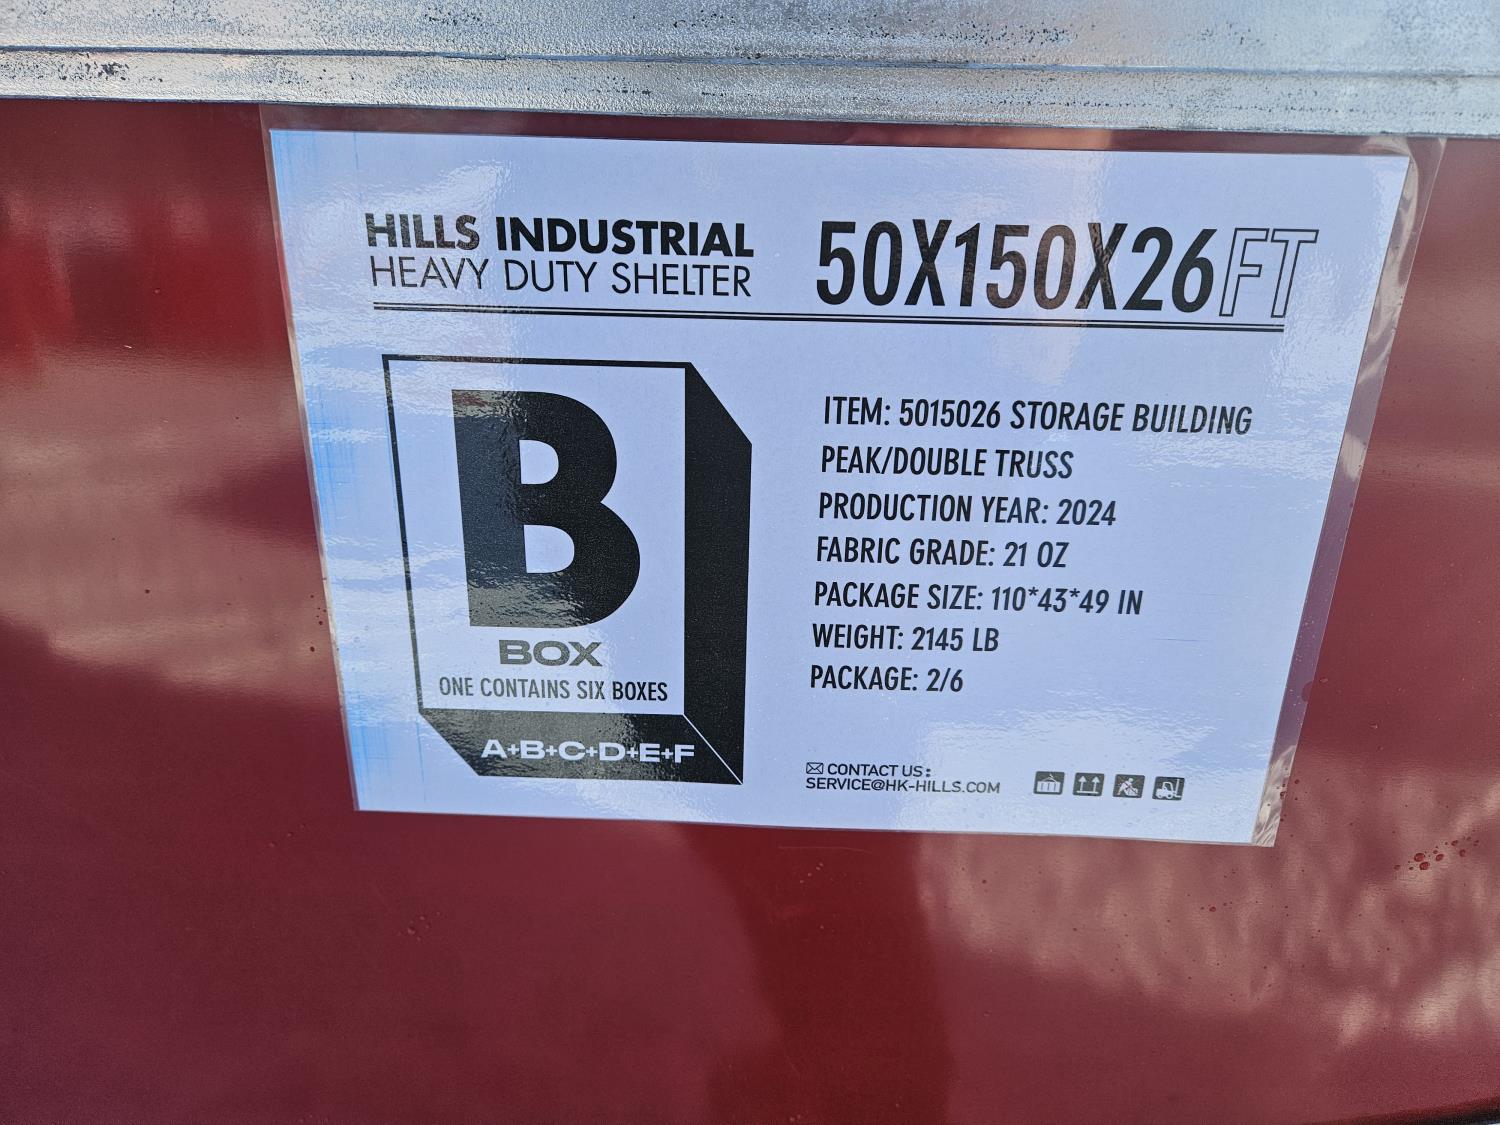 HILLS INDUSTRIAL
HEAVY DUTY SHELTER
50X150X26FT
B
BOX
ONE CONTAINS SIX BOXES
A+B+C+D+E+F
ITEM: 5015026 STORAGE BUILDING
PEAK/DOUBLE TRUSS
PRODUCTION YEAR: 2024
FABRIC GRADE: 21 OZ
PACKAGE SIZE: 110*43*49 IN
WEIGHT: 2145 LB
PACKAGE: 2/6
CONTACT US:
SERVICE@HK-HILLS.COM